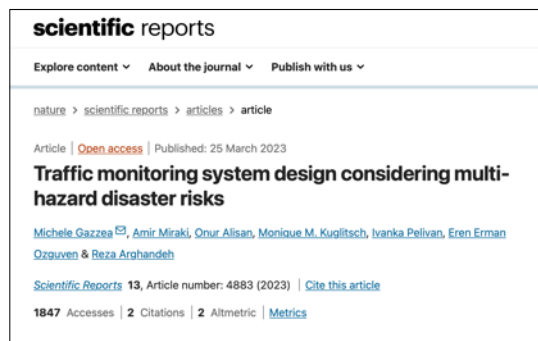 scientific reports
Explore content About the journal Publish with us
nature > scientific reports > articles > article
Article | Open access | Published: 25 March 2023
Traffic monitoring system design considering multi-
hazard disaster risks
Michele Gazzea, Amir Miraki, Onur Alisan, Monique M. Kuglitsch, Ivanka Pelivan, Eren Erman
Ozguven & Reza Arghandeh
Scientific Reports 13, Article number: 4883 (2023) | Cite this article
1847 Accesses | 2 Citations | 2 Altmetric | Metrics